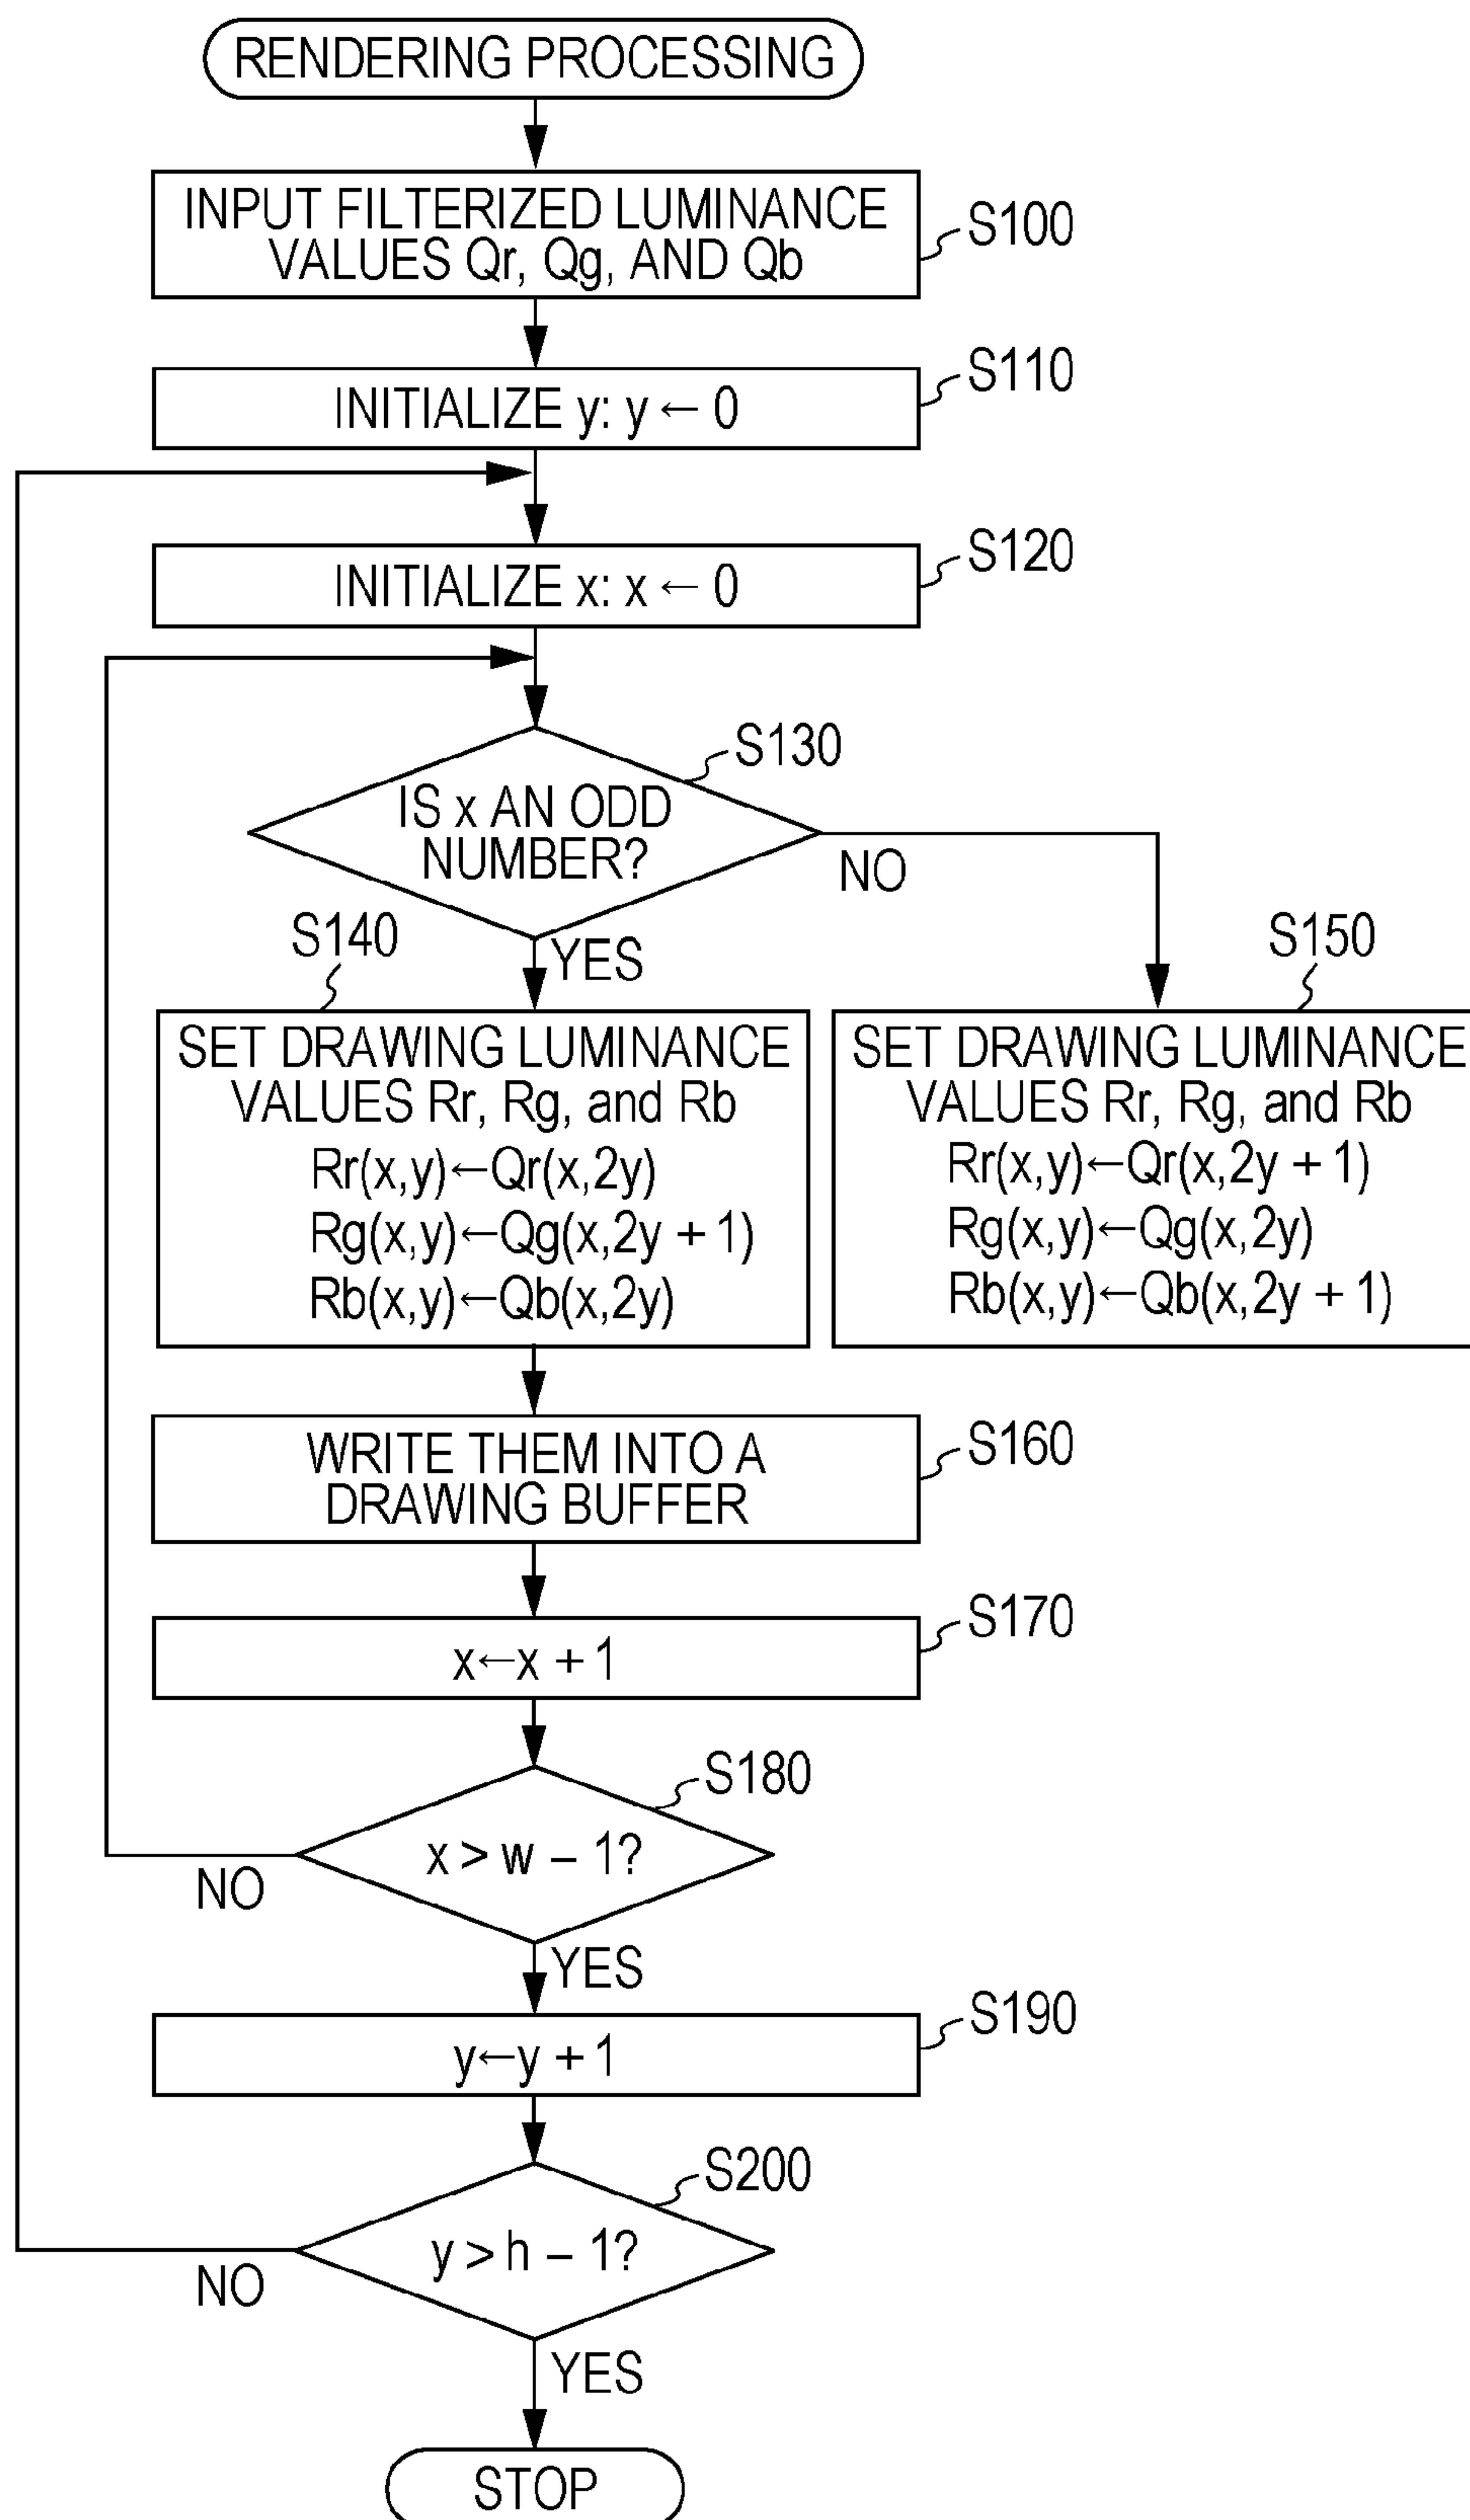 RENDERING PROCESSING
INPUT FILTERIZED LUMINANCE
VALUES Qr, Qg, AND Qb
S100
INITIALIZE y: y ← 0
S110
INITIALIZE x: x ← 0
S120
IS x AN ODD
NUMBER?
S130
NO
YES
S140
SET DRAWING LUMINANCE
VALUES Rr, Rg, and Rb
Rr(x,y)←Qr(x,2y)
Rg(x,y)←Qg(x,2y + 1)
Rb(x,y)←Qb(x,2y)
S150
SET DRAWING LUMINANCE
VALUES Rr, Rg, and Rb
Rr(x,y)←Qr(x,2y + 1)
Rg(x,y)←Qg(x,2y)
Rb(x,y)←Qb(x,2y + 1)
WRITE THEM INTO A
DRAWING BUFFER
S160
x←x + 1
S170
x > w – 1?
S180
NO
YES
y←y + 1
S190
y > h – 1?
S200
NO
YES
STOP